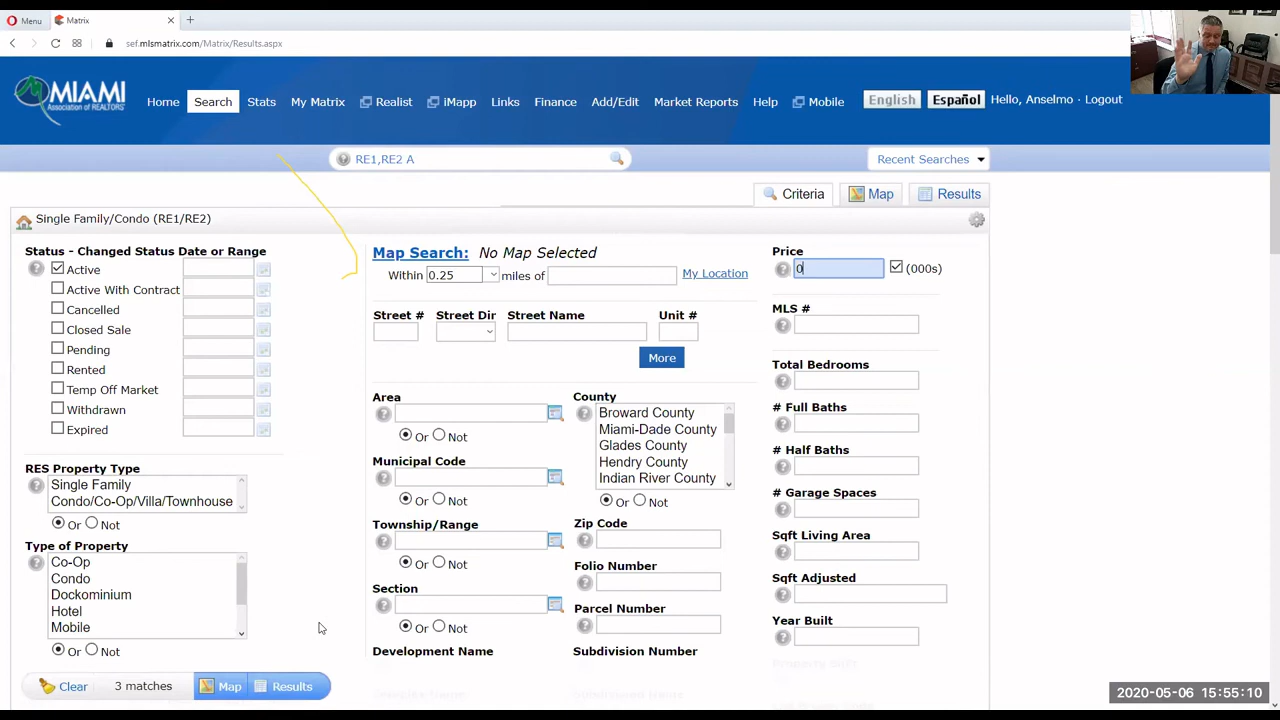 Menu
Matrix
sef.mlsmatrix.com/Matrix/Results.aspx
MIAMI
Association of REALTORS
Home
Search
Stats
My Matrix
Realist
iMapp
Links
Finance
Add/Edit
Market Reports
Help
Mobile
English
Español
Hello, Anselmo · Logout
RE1,RE2 A
Recent Searches
Criteria
Map
Results
Single Family/Condo (RE1/RE2)
Status - Changed Status Date or Range
Active
Active With Contract
Cancelled
Closed Sale
Pending
Rented
Temp Off Market
Withdrawn
Expired
RES Property Type
Single Family
Condo/Co-Op/Villa/Townhouse
Or Not
Type of Property
Co-Op
Condo
Dockominium
Hotel
Mobile
Or Not
Map Search: No Map Selected
Within 0.25 miles of My Location
Street # Street Dir Street Name Unit #
More
Area
Or Not
Municipal Code
Or Not
Township/Range
Or Not
Section
Or Not
Development Name
County
Broward County
Miami-Dade County
Glades County
Hendry County
Indian River County
Or Not
Zip Code
Folio Number
Parcel Number
Subdivision Number
Price
0 (000s)
MLS #
Total Bedrooms
# Full Baths
# Half Baths
# Garage Spaces
Sqft Living Area
Sqft Adjusted
Year Built
Clear
3 matches
Map
Results
2020-05-06 15:55:10